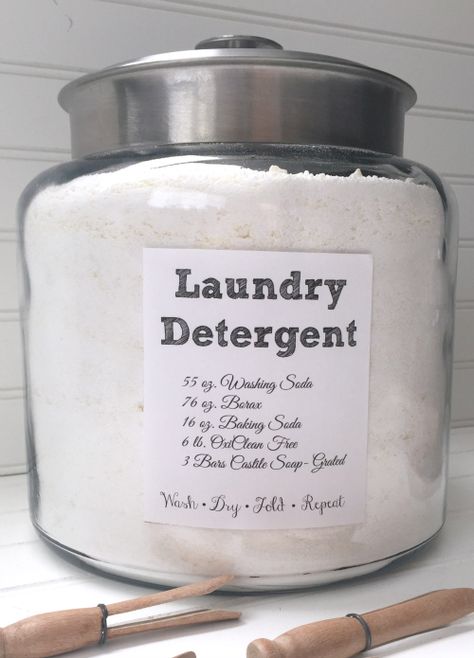 Laundry
Detergent
55 oz. Washing Soda
76 oz. Borax
16 oz. Baking Soda
6 lb. OxiClean Free
3 Bars Castile Soap- Grated
Wash • Dry • Fold • Repeat